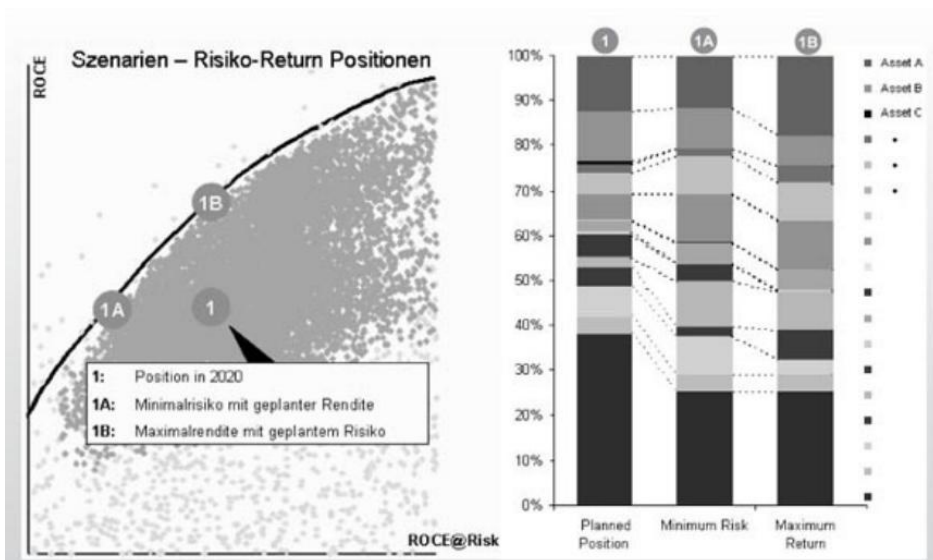 Szenarien – Risiko-Return Positionen
ROCE
1B
1A
1
1: Position in 2020
1A: Minimalrisiko mit geplanter Rendite
1B: Maximalrendite mit geplantem Risiko
ROCE@Risk
1
1A
1B
100%
90%
80%
70%
60%
50%
40%
30%
20%
10%
0%
Planned Position
Minimum Risk
Maximum Return
Asset A
Asset B
Asset C